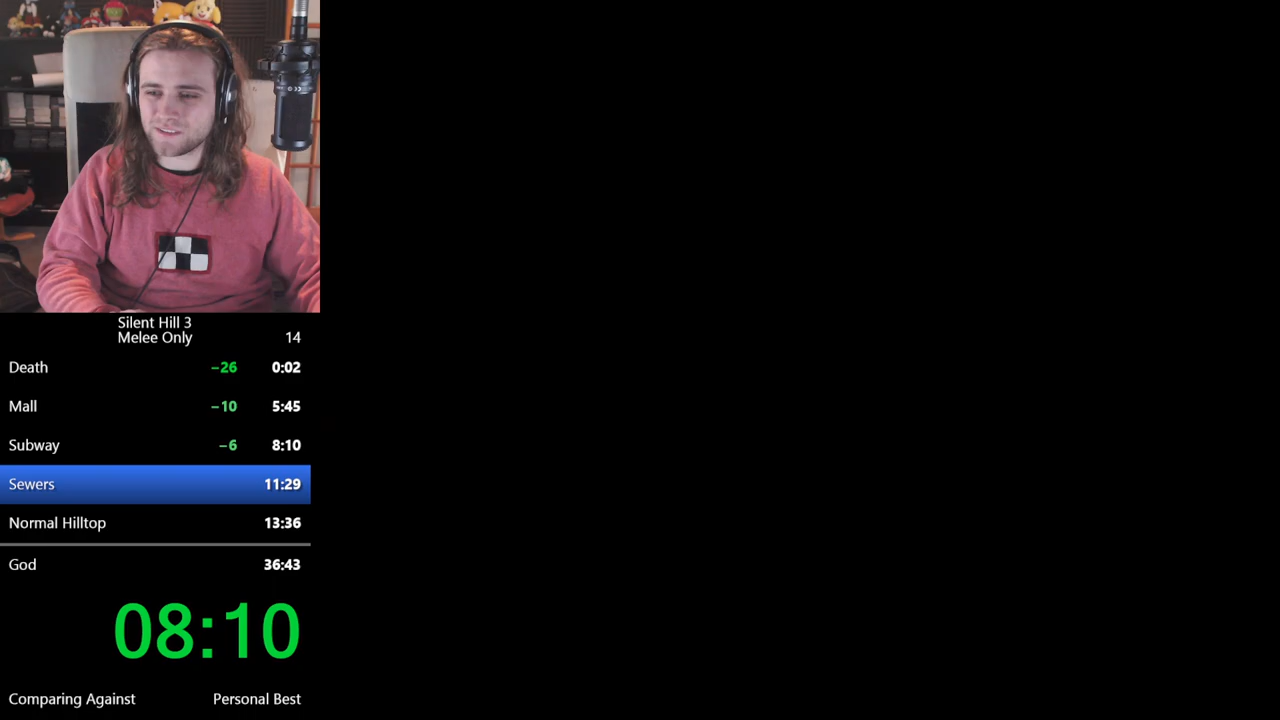 Silent Hill 3
Melee Only 14
Death −26 0:02
Mall −10 5:45
Subway −6 8:10
Sewers 11:29
Normal Hilltop 13:36
God 36:43
08:10
Comparing Against Personal Best